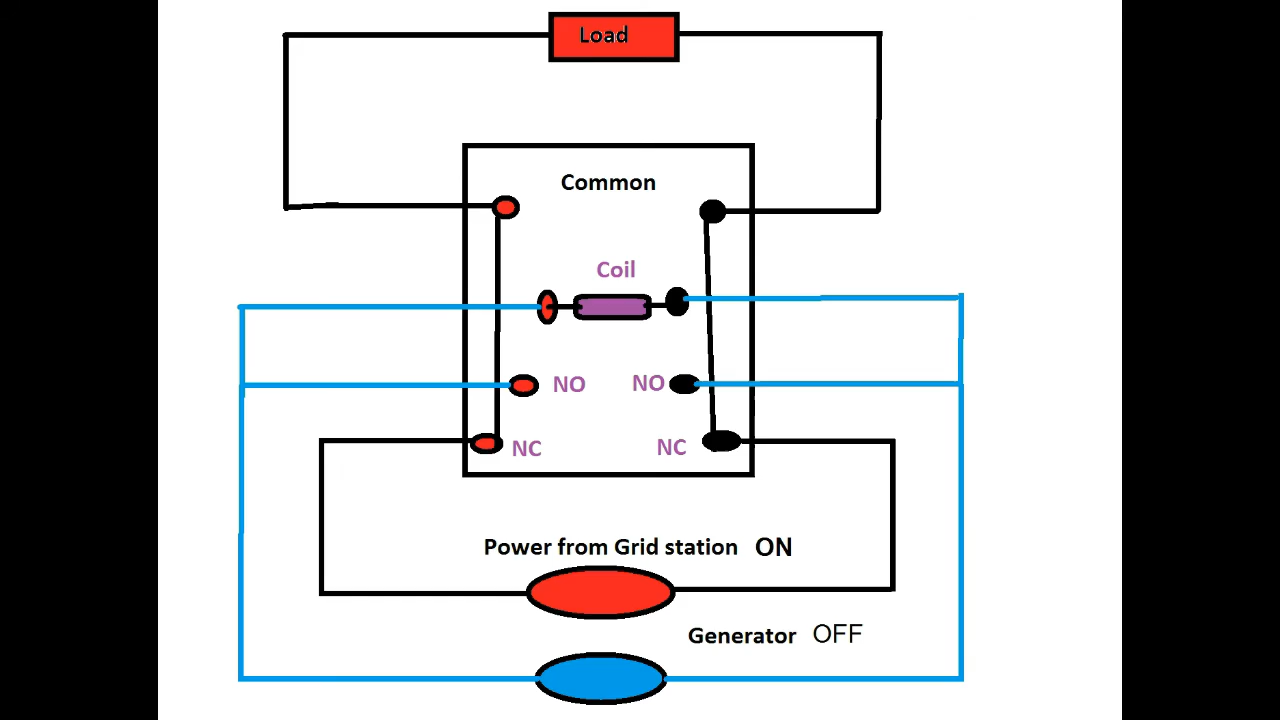 Load
Common
Coil
NO NO
NC NC
Power from Grid station ON
Generator OFF